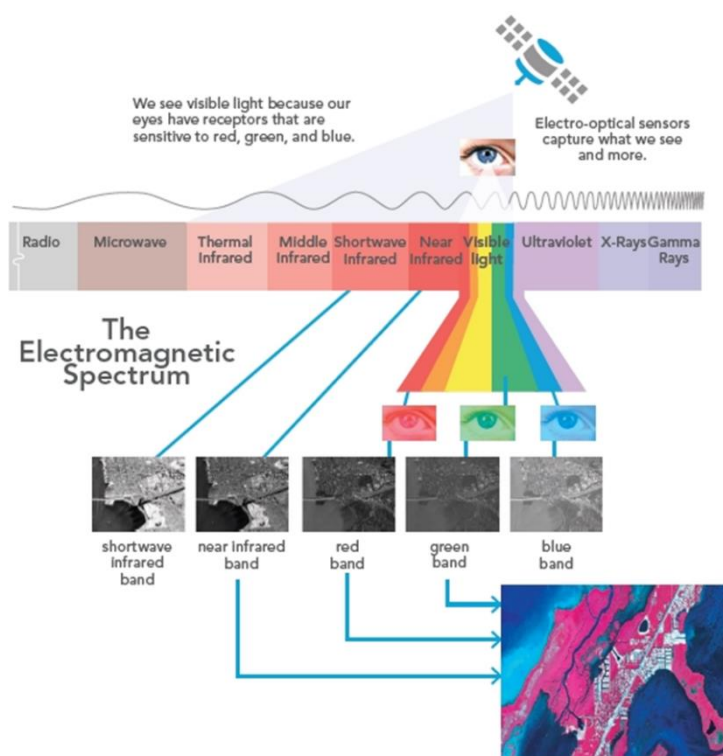 We see visible light because our
eyes have receptors that are
sensitive to red, green, and blue.
Electro-optical sensors
capture what we see
and more.
Radio
Microwave
Thermal
Infrared
Middle
Infrared
Shortwave
Infrared
Near
Infrared
Visible
light
Ultraviolet
X-Rays
Gamma
Rays
The
Electromagnetic
Spectrum
shortwave
infrared
band
near infrared
band
red
band
green
band
blue
band